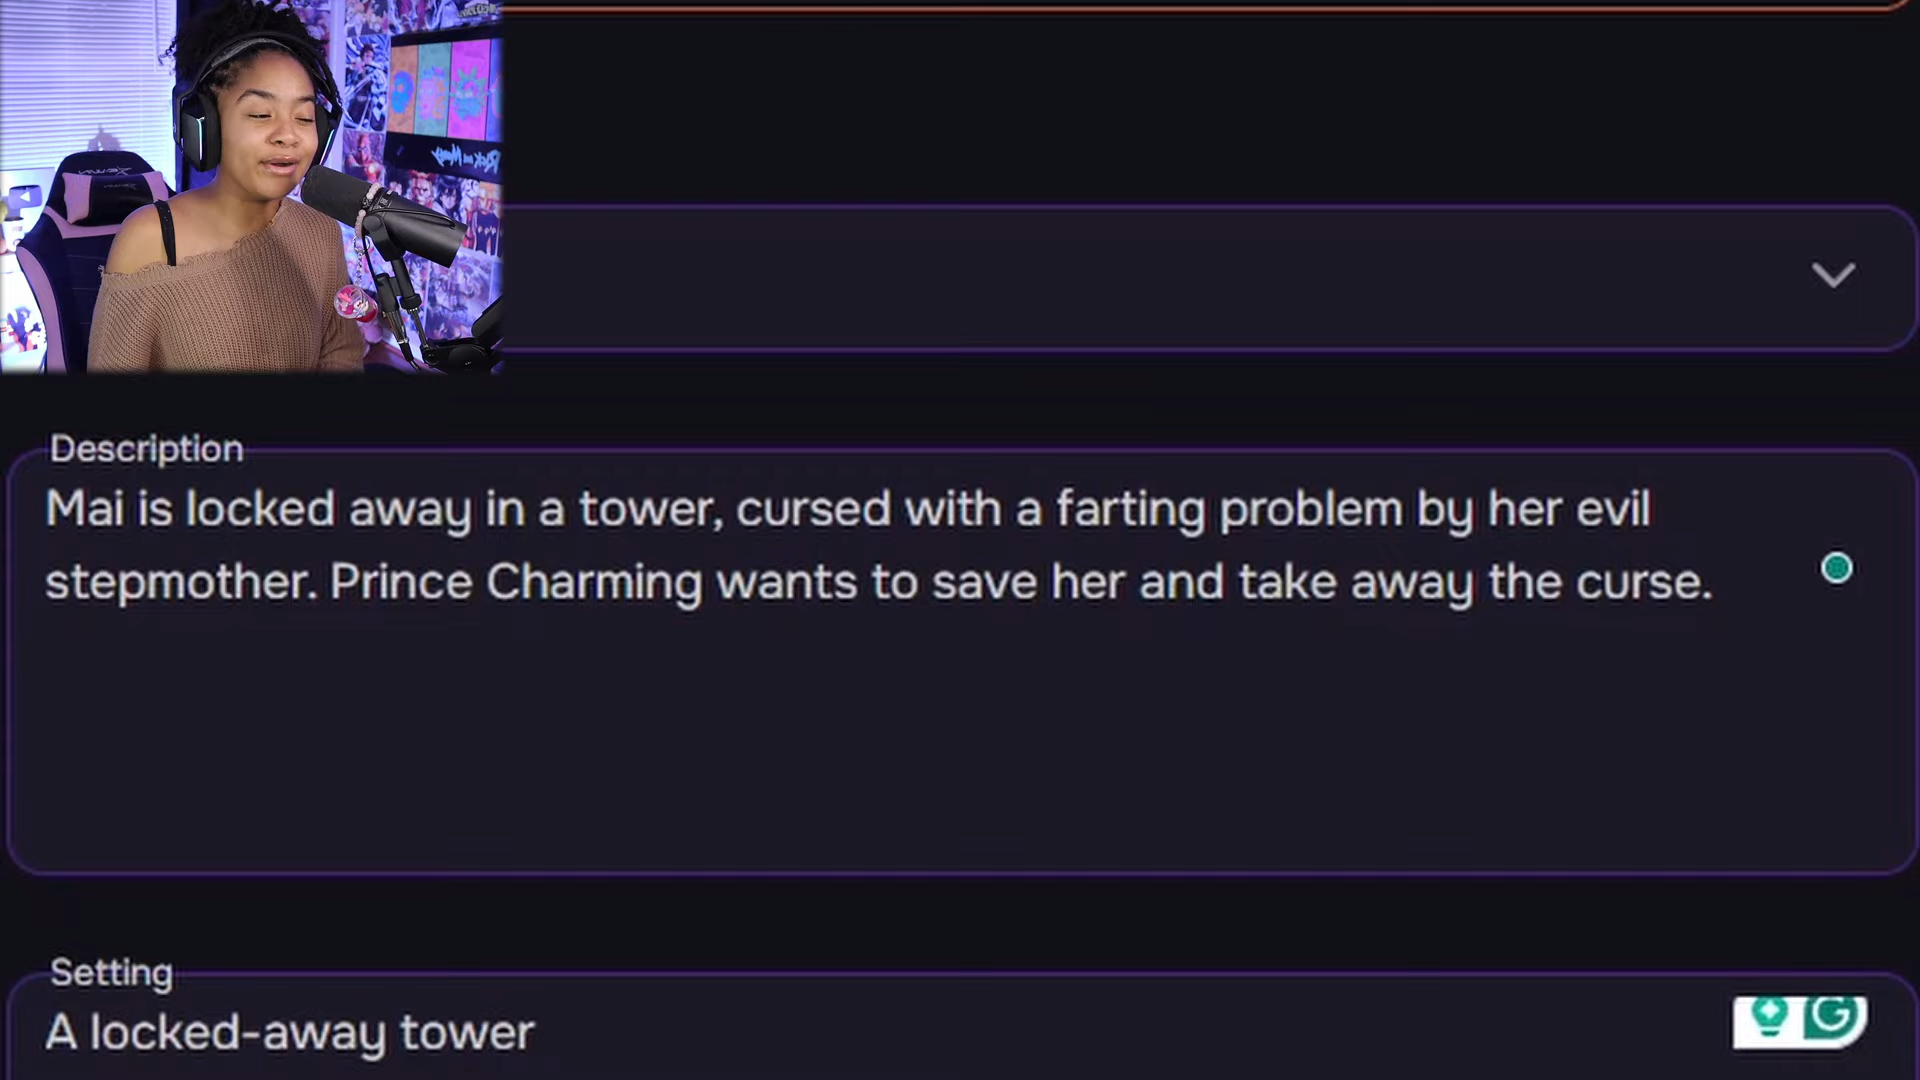 Description
Mai is locked away in a tower, cursed with a farting problem by her evil
stepmother. Prince Charming wants to save her and take away the curse.
Setting
A locked-away tower